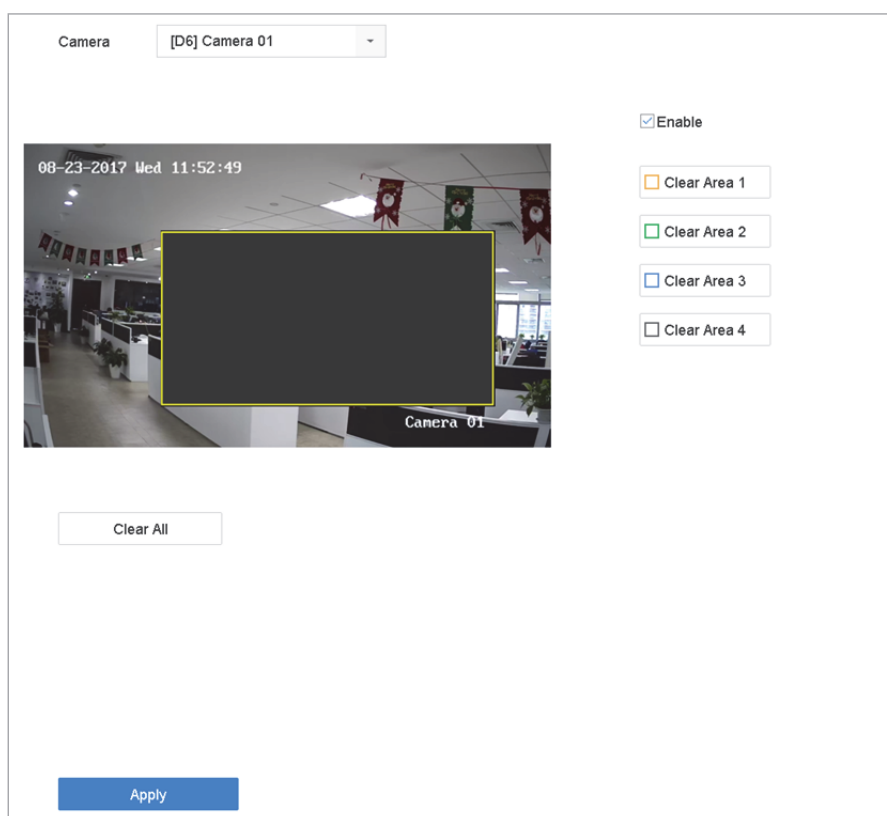 Camera
[D6] Camera 01
Enable
08-23-2017 Wed 11:52:49
Clear Area 1
Clear Area 2
Clear Area 3
Clear Area 4
Camera 01
Clear All
Apply